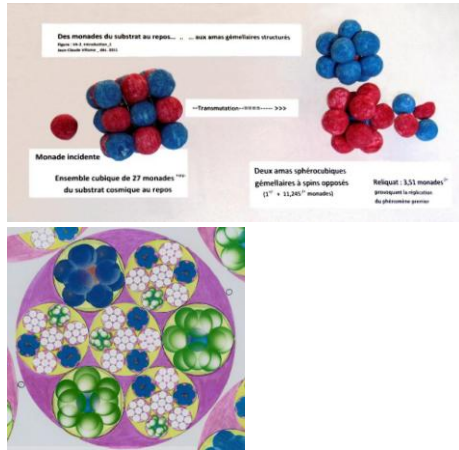 Des monades du substrat au repos... .. ... aux amas gémellaires structurés
--Transmutation--=====----- >>>
Monade incidente
Ensemble cubique de 27 monades
du substrat cosmique au repos
Deux amas sphérocubiques
gémellaires à spins opposés
monades)
Reliquat : 3,51 monades
provoquant la réplication
du phénomène premier